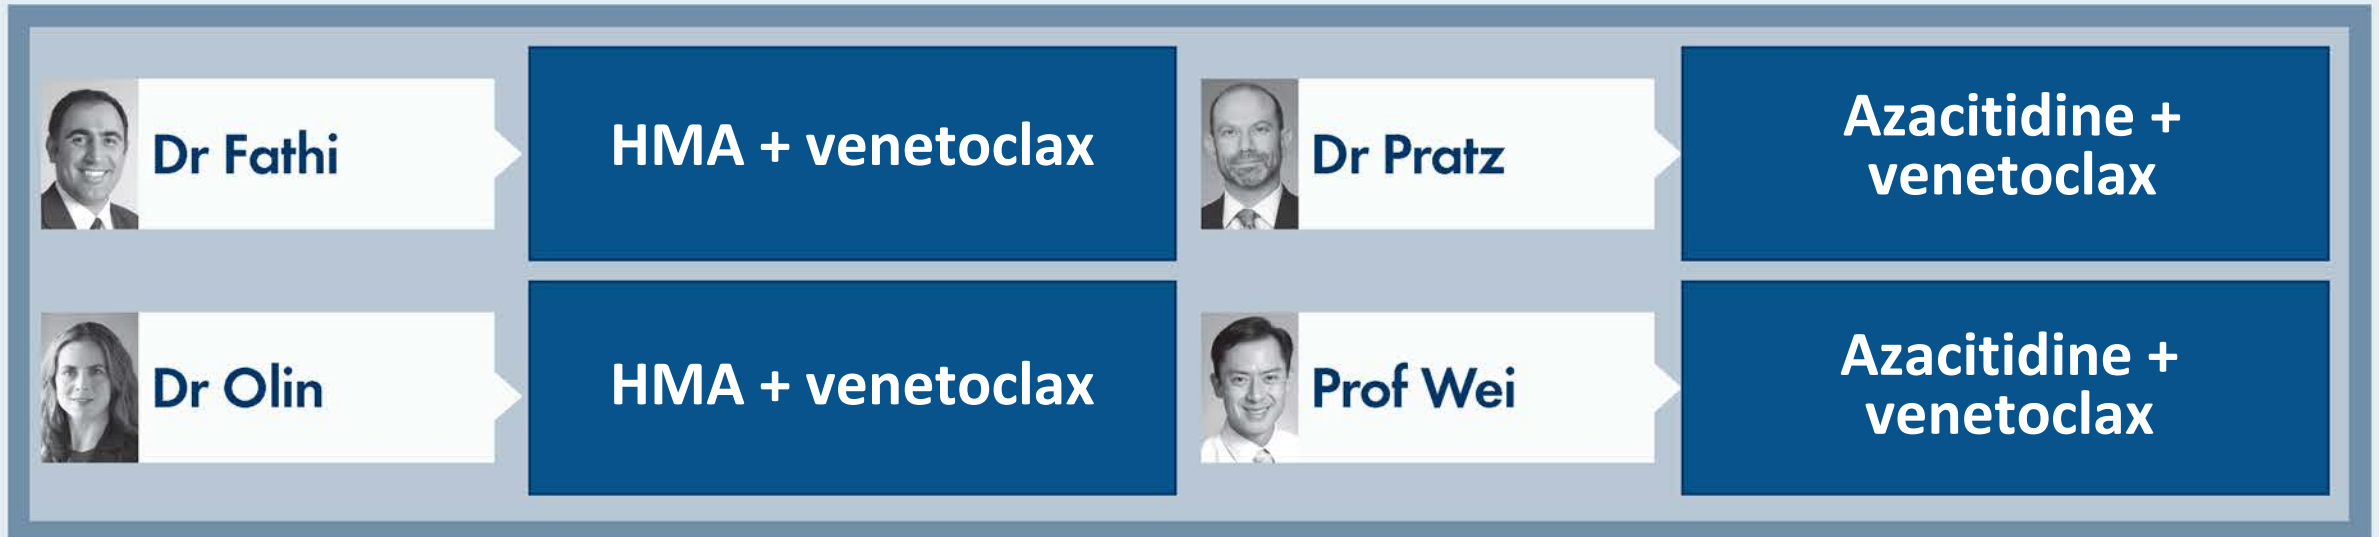 Dr Fathi
HMA + venetoclax
Dr Pratz
Azacitidine +
venetoclax
Dr Olin
HMA + venetoclax
Prof Wei
Azacitidine +
venetoclax